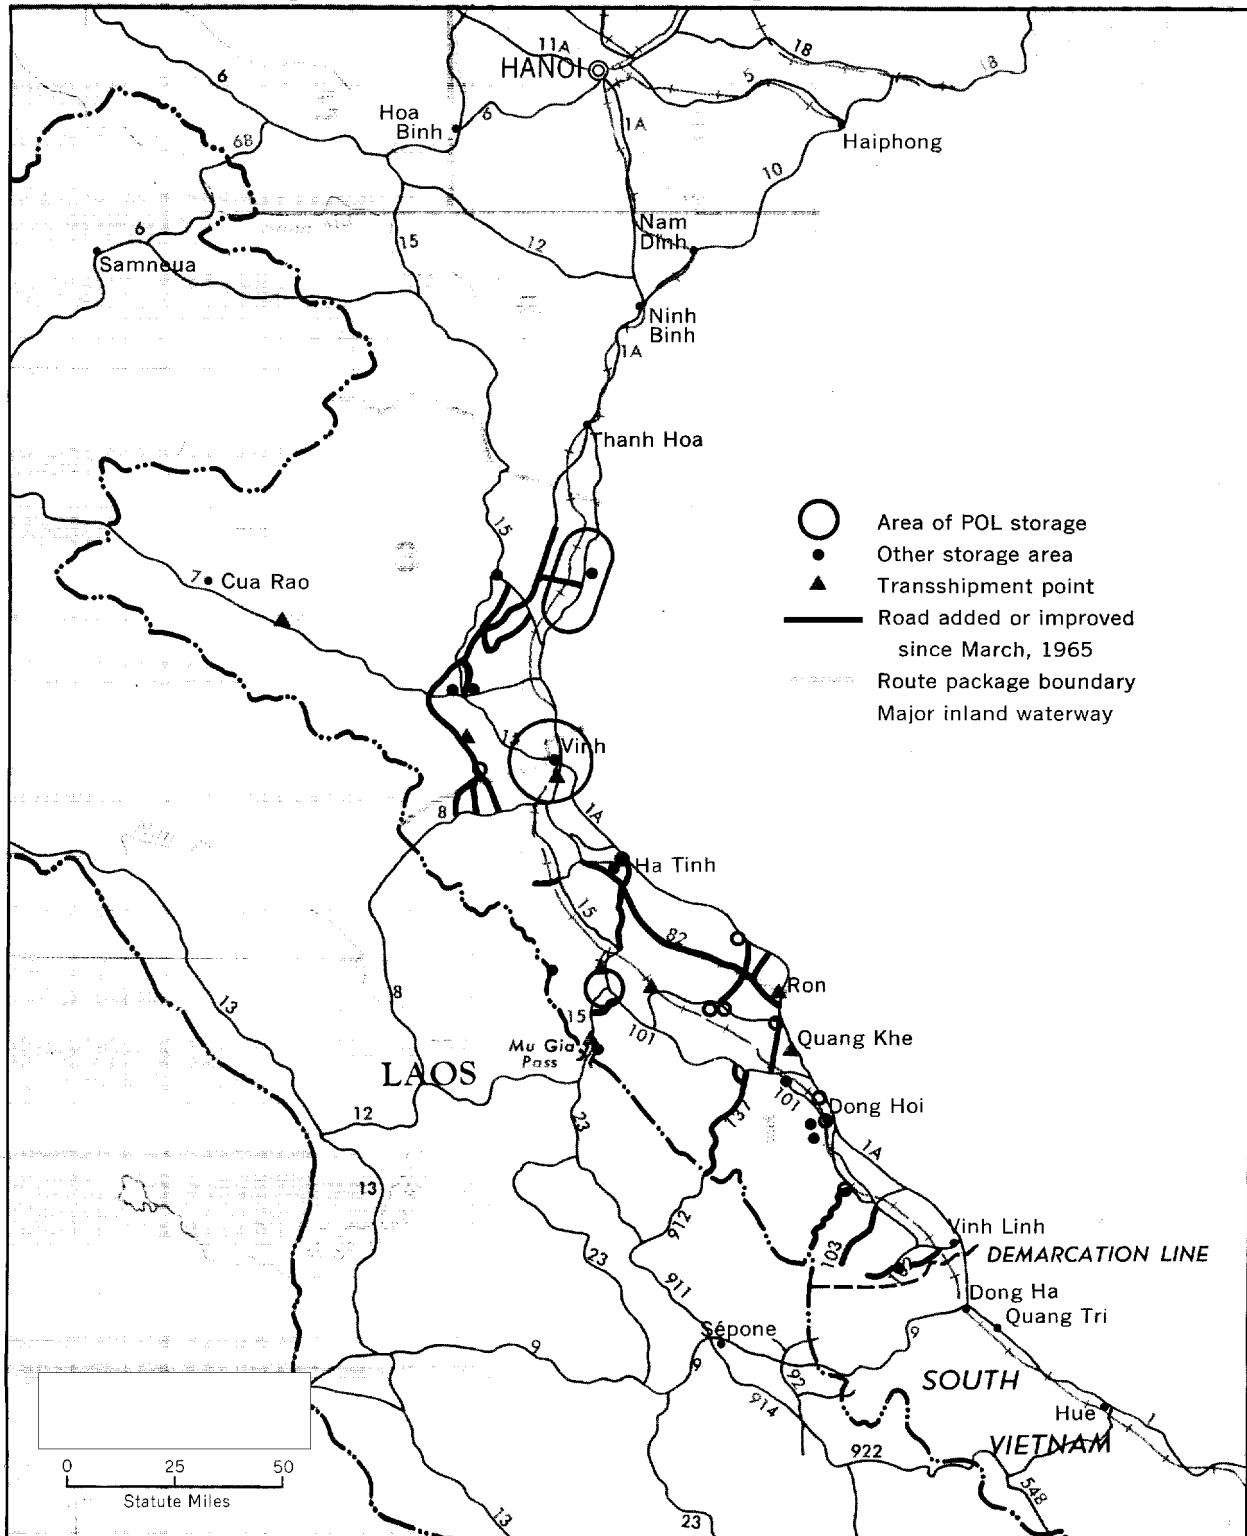 11A
18
18
6
HANOI
5
Hoa
Binh
6
1A
Haiphong
68
10
Nam
Dinh
6
15
12
Samneua
Ninh
Binh
1A
Thanh Hoa
15
Area of POL storage
Other storage area
Transshipment point
Road added or improved
since March, 1965
Route package boundary
Major inland waterway
7
Cua Rao
15
Vinh
8
1A
Ha Tinh
15
82
13
8
Ron
15
101
Quang Khe
Mu Gia
Pass
LAOS
101
Dong Hoi
12
23
137
1A
13
912
Vinh Linh
103
DEMARCATION LINE
23
911
Dong Ha
Quang Tri
Sépone
9
9
9
92
SOUTH
914
Hue
1
VIETNAM
922
548
0 25 50
Statute Miles
13
23